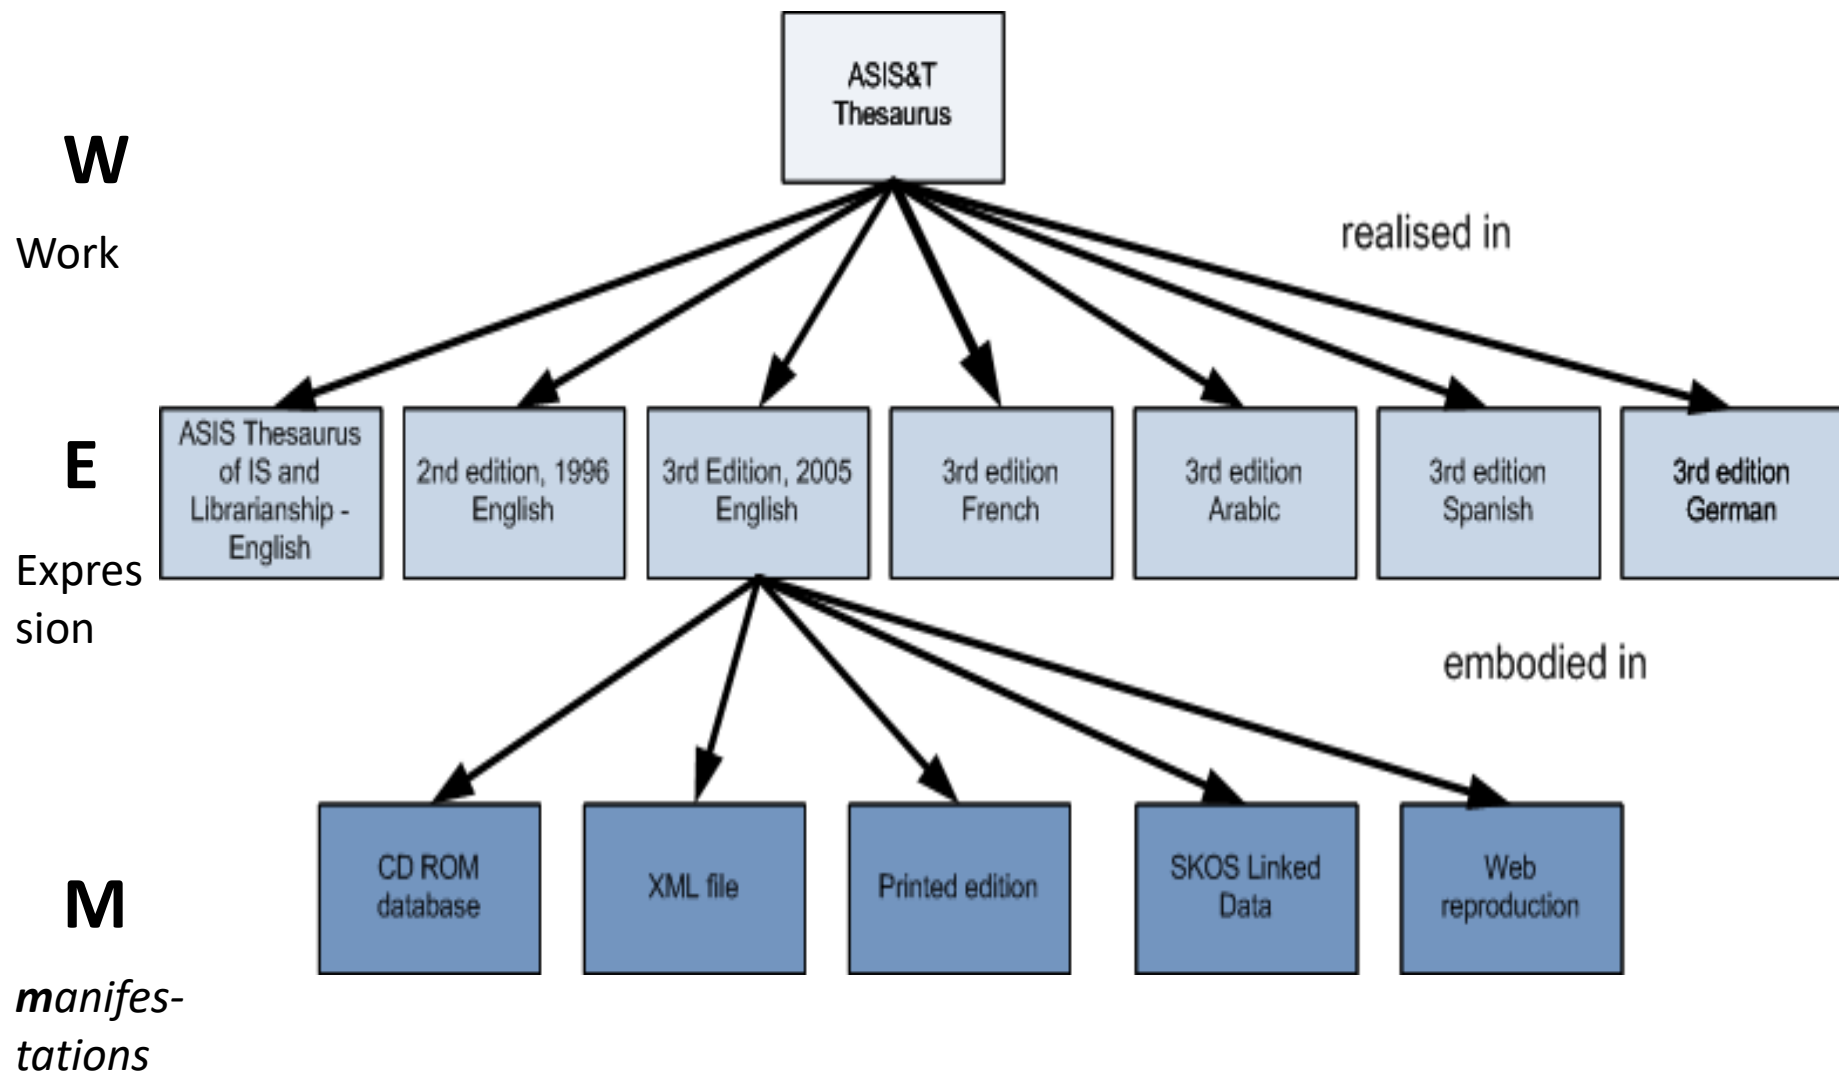 ASIS&T
Thesaurus
W
Work
realised in
E
Expres
sion
ASIS Thesaurus
of IS and
Librarianship -
English
2nd edition, 1996
English
3rd Edition, 2005
English
3rd edition
French
3rd edition
Arabic
3rd edition
Spanish
3rd edition
German
embodied in
M
manifes-
tations
CD ROM
database
XML file
Printed edition
SKOS Linked
Data
Web
reproduction